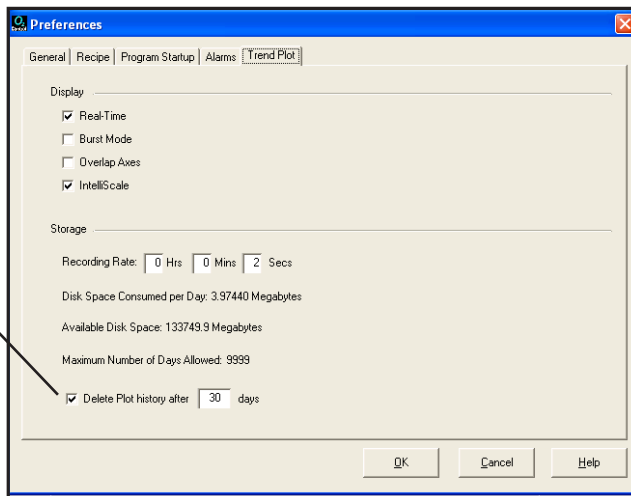 O2
Control
Preferences
General Recipe Program Startup Alarms Trend Plot
Display
Real-Time
Burst Mode
Overlap Axes
IntelliScale
Storage
Recording Rate: 0 Hrs 0 Mins 2 Secs
Disk Space Consumed per Day: 3.97440 Megabytes
Available Disk Space: 133749.9 Megabytes
Maximum Number of Days Allowed: 9999
Delete Plot history after 30 days
OK Cancel Help